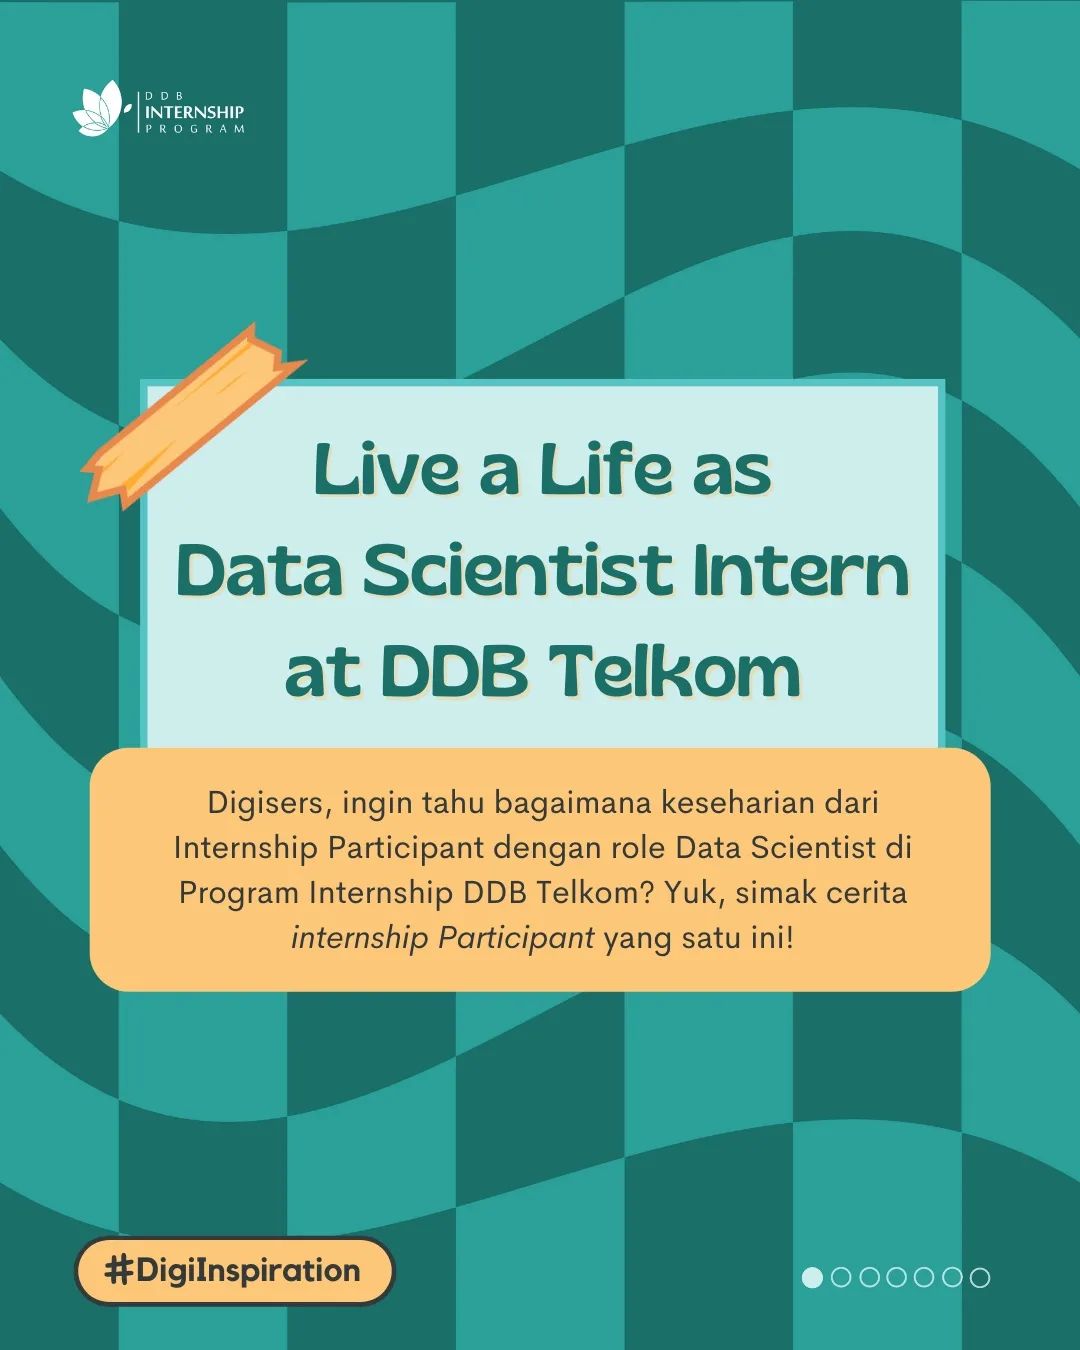 DDB
INTERNSHIP
PROGRAM
Live a Life as
Data Scientist Intern
at DDB Telkom
Digisers, ingin tahu bagaimana keseharian dari
Internship Participant dengan role Data Scientist di
Program Internship DDB Telkom? Yuk, simak cerita
internship Participant yang satu ini!
#DigiInspiration